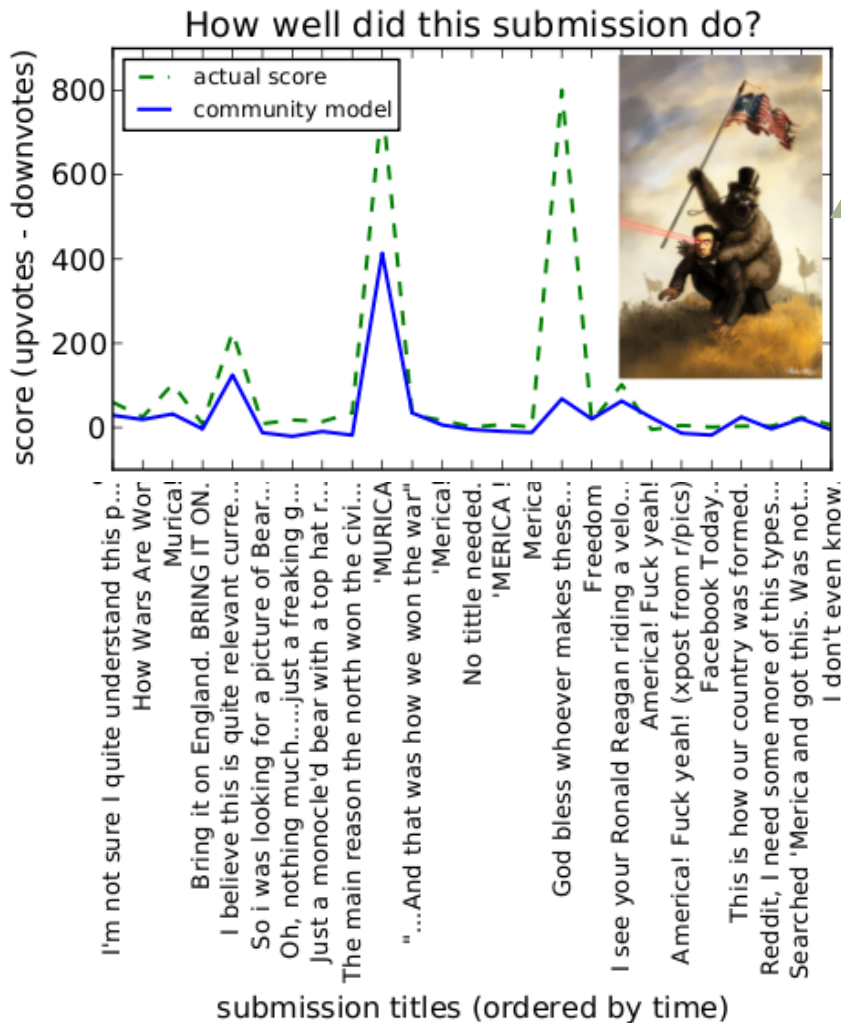 How well did this submission do?
actual score
community model
score (upvotes - downvotes)
800
600
400
200
0
I'm not sure I quite understand this p...
How Wars Are Wor
Murica!
Bring it on England. BRING IT ON.
I believe this is quite relevant curre...
So i was looking for a picture of Bear...
Oh, nothing much.....just a freaking g...
Just a monocle'd bear with a top hat r...
The main reason the north won the civi...
'MURICA
"...And that was how we won the war"
'Merica!
No tittle needed.
'MERICA !
Merica
God bless whoever makes these...
Freedom
I see your Ronald Reagan riding a velo...
America! Fuck yeah!
America! Fuck yeah! (xpost from r/pics)
Facebook Today..
This is how our country was formed.
Reddit, I need some more of this types...
Searched 'Merica and got this. Was not...
I don't even know.
submission titles (ordered by time)